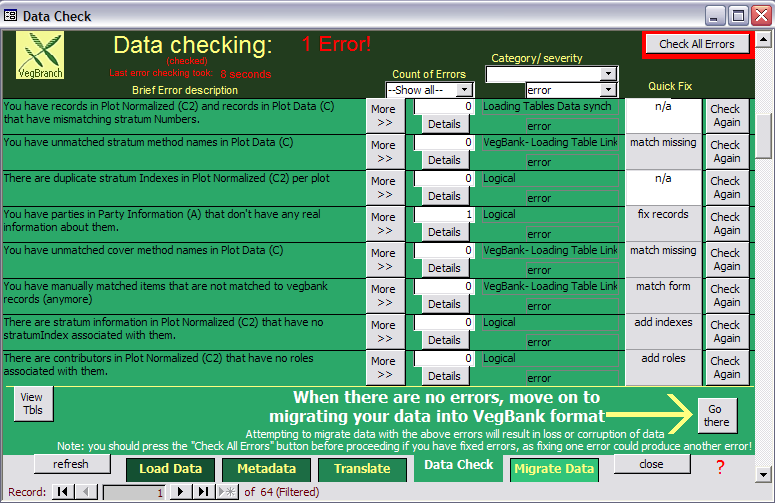 Data Check
VegBranch
Data checking:
1 Error!
(checked)
Last error checking took: 8 seconds
Check All Errors
Category/ severity
Count of Errors
Brief Error description
--Show all--
error
Quick Fix
You have records in Plot Normalized (C2) and records in Plot Data (C)
that have mismatching stratum Numbers.
More
>>
0
Details
Loading Tables Data synch
error
n/a
Check
Again
You have unmatched stratum method names in Plot Data (C)
More
>>
0
Details
VegBank- Loading Table Link
error
match missing
Check
Again
There are duplicate stratum Indexes in Plot Normalized (C2) per plot
More
>>
0
Details
Logical
error
n/a
Check
Again
You have parties in Party Information (A) that don't have any real
information about them.
More
>>
1
Details
Logical
error
fix records
Check
Again
You have unmatched cover method names in Plot Data (C)
More
>>
0
Details
VegBank- Loading Table Link
error
match missing
Check
Again
You have manually matched items that are not matched to vegbank
records (anymore)
More
>>
0
Details
VegBank- Loading Table Link
error
match form
Check
Again
There are stratum information in Plot Normalized (C2) that have no
stratumIndex associated with them.
More
>>
0
Details
Logical
error
add indexes
Check
Again
There are contributors in Plot Normalized (C2) that have no roles
associated with them.
More
>>
0
Details
Logical
error
add roles
Check
Again
View
Tbls
When there are no errors, move on to
migrating your data into VegBank format
Go
there
Attempting to migrate data with the above errors will result in loss or corruption of data
Note: you should press the "Check All Errors" button before proceeding if you have fixed errors, as fixing one error could produce another error!
refresh
Load Data
Metadata
Translate
Data Check
Migrate Data
close
?
Record: 1 of 64 (Filtered)